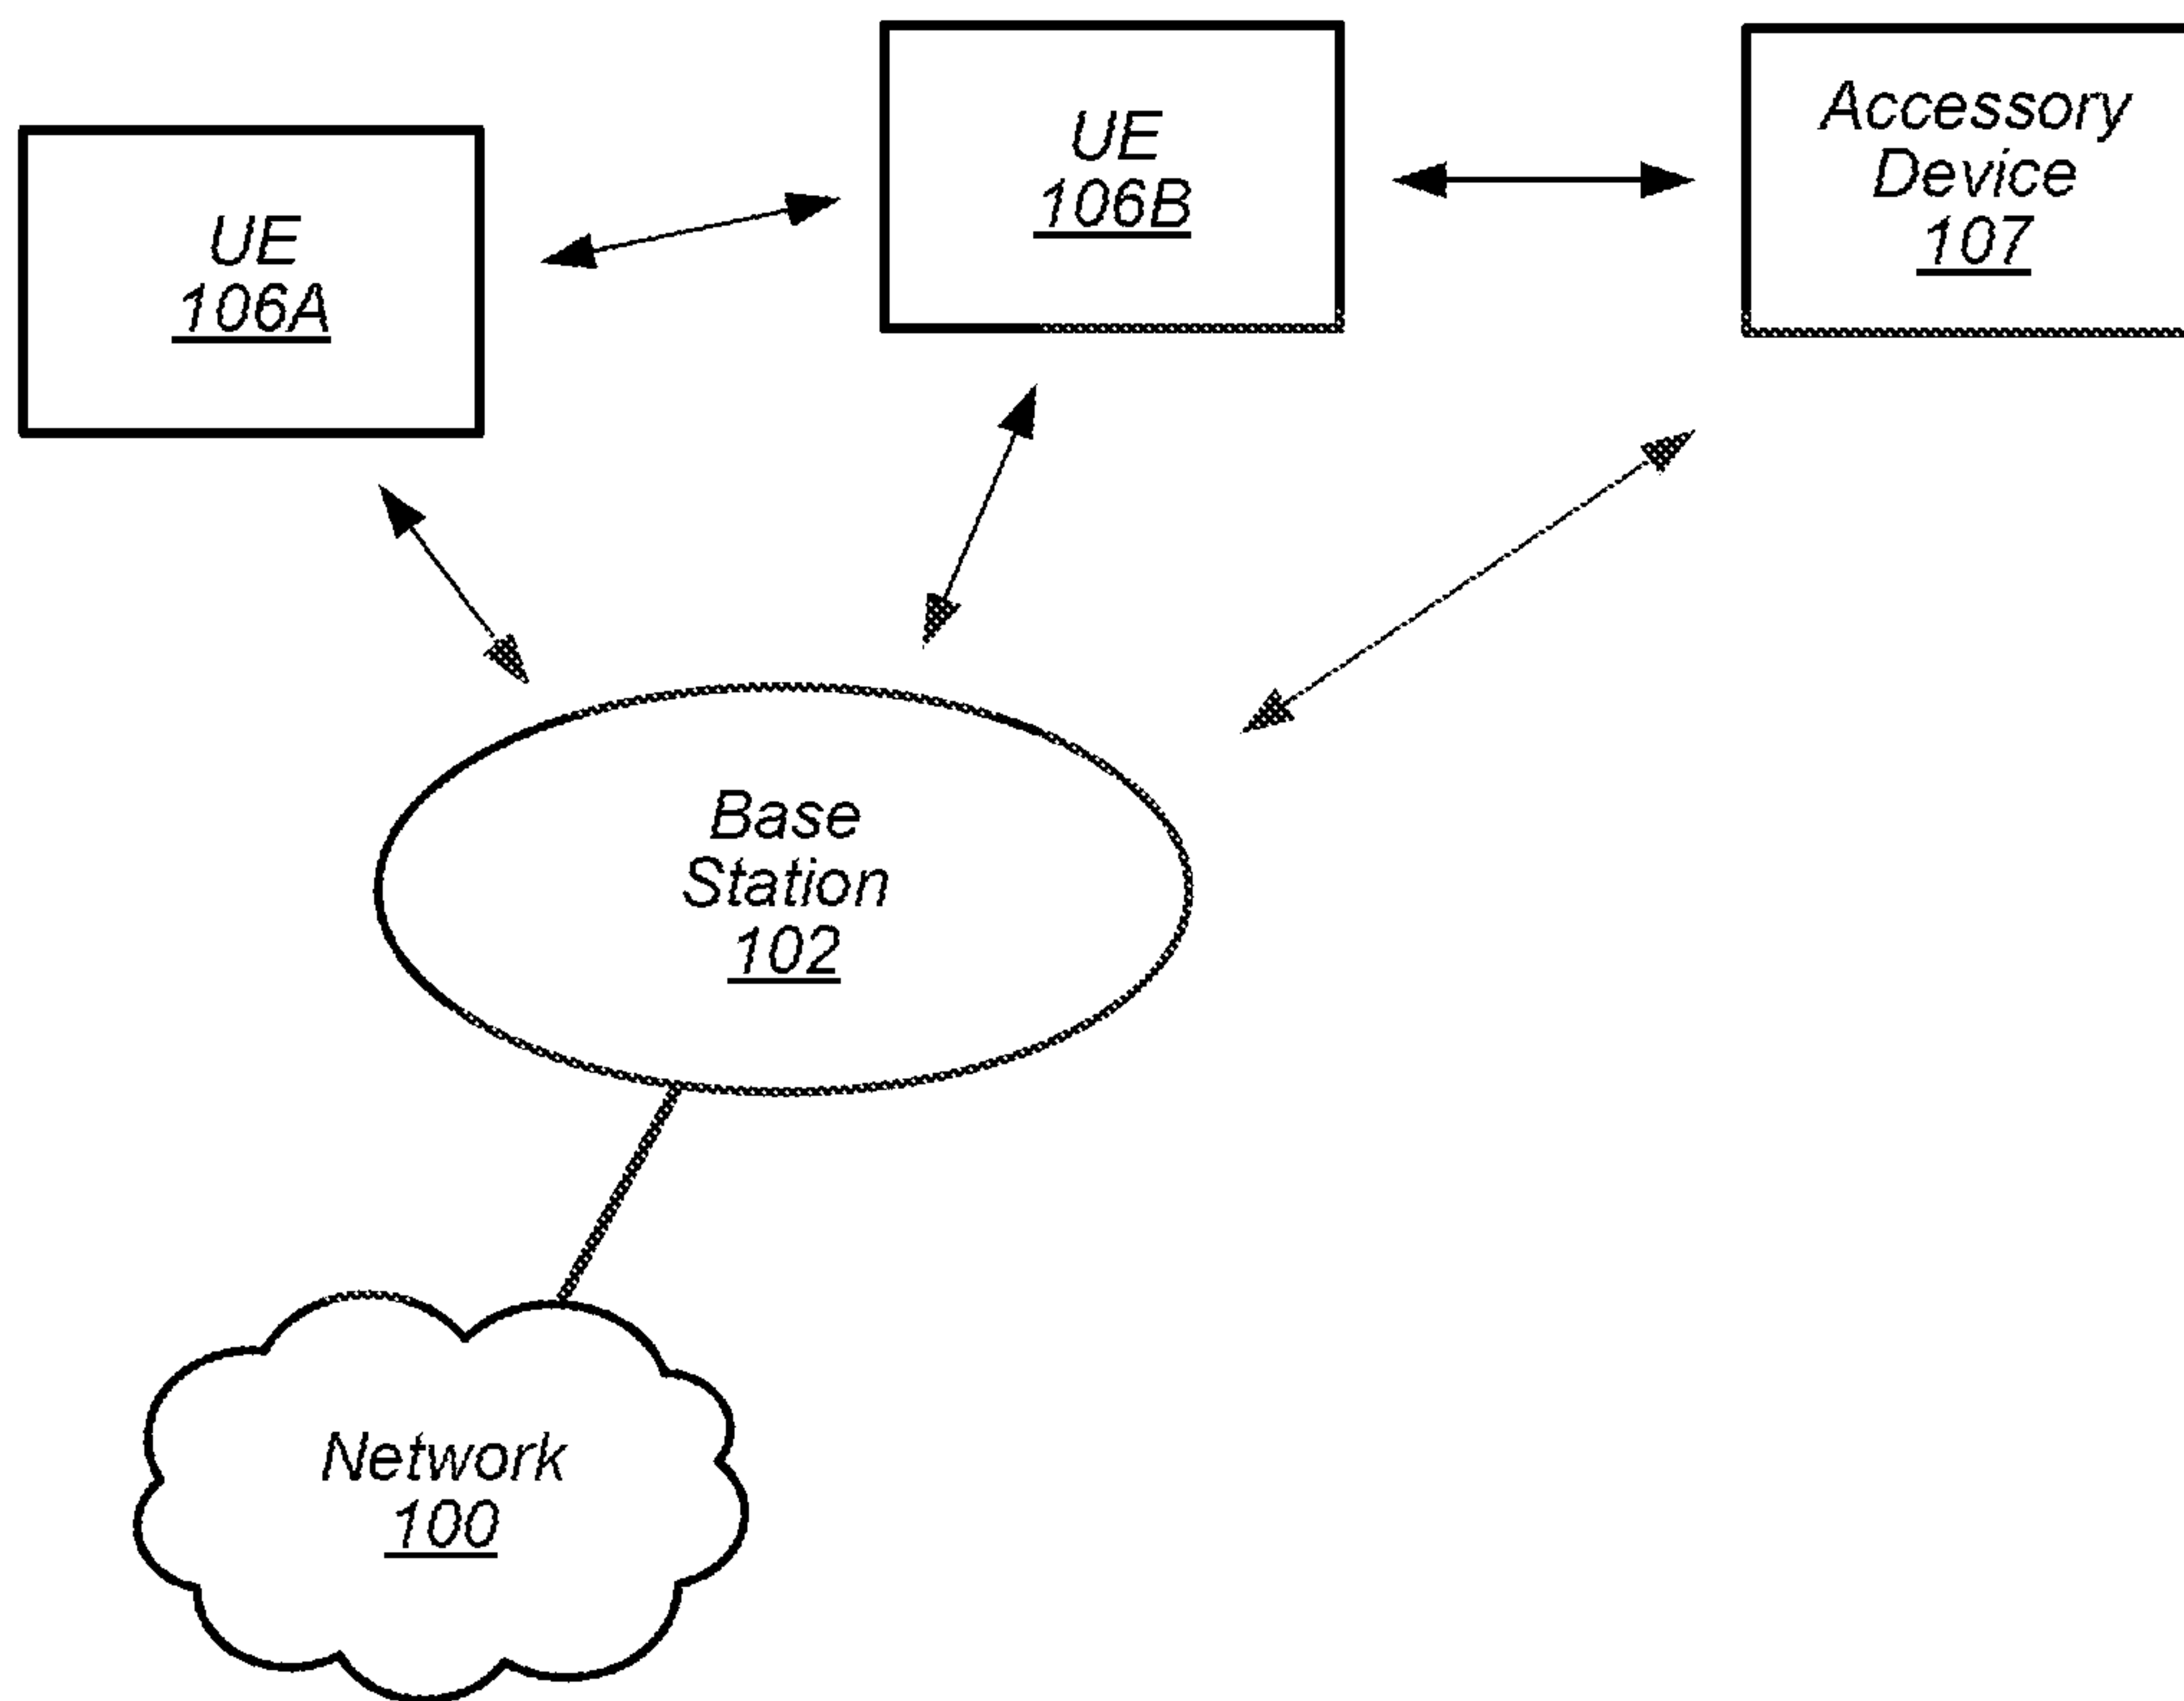 UE
106A
UE
106B
Accessory
Device
107
Base
Station
102
Network
100